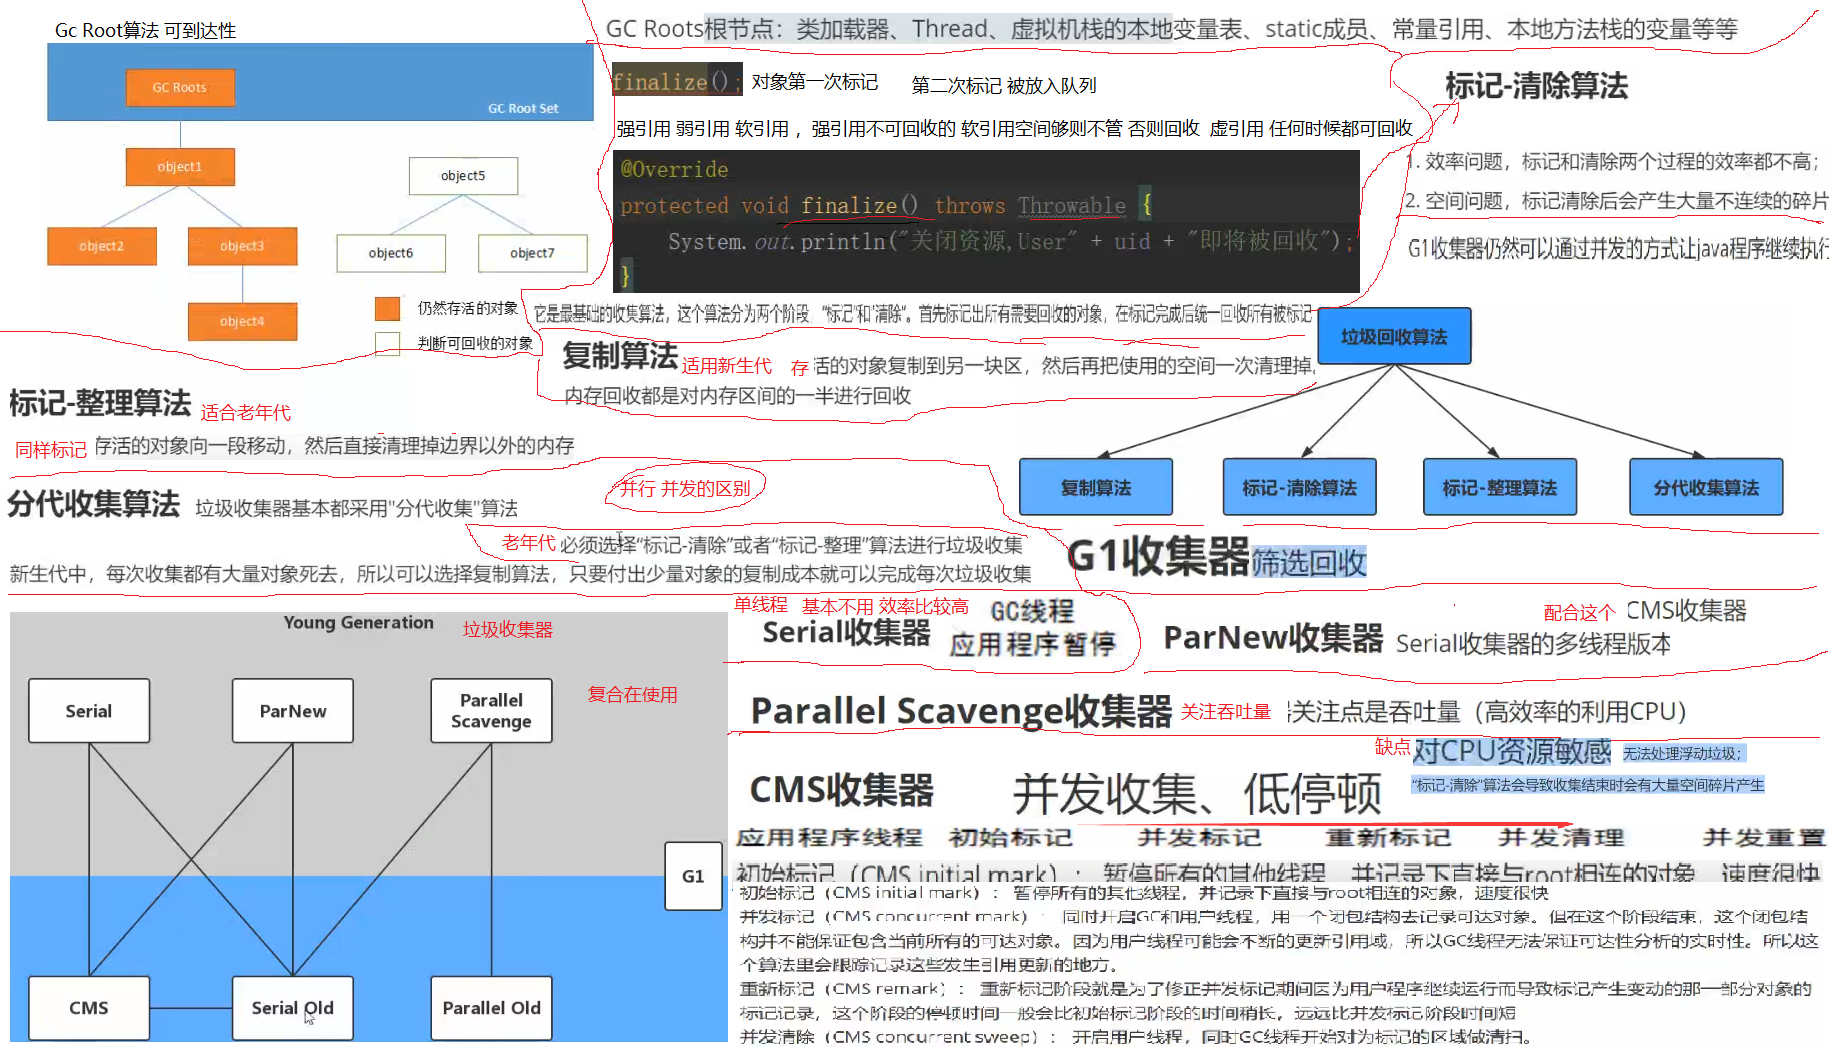 Gc Root算法 可到达性
GC Roots
GC Root Set
object1
object2
object3
object4
object5
object6
object7
仍然存活的对象
判断可回收的对象
GC Roots根节点：类加载器、Thread、虚拟机栈的本地变量表、static成员、常量引用、本地方法栈的变量等等
finalize(); 对象第一次标记 第二次标记 被放入队列
强引用 弱引用 软引用 ，强引用不可回收的 软引用空间够则不管 否则回收 虚引用 任何时候都可回收
@Override
protected void finalize() throws Throwable {
System.out.println("关闭资源,User" + uid + "即将被回收");
}
标记-清除算法
1. 效率问题，标记和清除两个过程的效率都不高；
2. 空间问题，标记清除后会产生大量不连续的碎片
G1收集器仍然可以通过并发的方式让java程序继续执行
它是最基础的收集算法，这个算法分为两个阶段，“标记”和“清除”。首先标记出所有需要回收的对象，在标记完成后统一回收所有被标记
复制算法 适用新生代 存活的对象复制到另一块区，然后再把使用的空间一次清理掉.
内存回收都是对内存区间的一半进行回收
垃圾回收算法
复制算法
标记-清除算法
标记-整理算法
分代收集算法
标记-整理算法 适合老年代
同样标记 存活的对象向一段移动，然后直接清理掉边界以外的内存
分代收集算法 垃圾收集器基本都采用"分代收集"算法
并行 并发的区别
老年代 必须选择“标记-清除”或者“标记-整理”算法进行垃圾收集
新生代中，每次收集都有大量对象死去，所以可以选择复制算法，只要付出少量对象的复制成本就可以完成每次垃圾收集
G1收集器 筛选回收
Young Generation 垃圾收集器
复合在使用
Serial
ParNew
Parallel Scavenge
G1
CMS
Serial Old
Parallel Old
单线程 基本不用 效率比较高
Serial收集器
GC线程
应用程序暂停
配合这个 CMS收集器
ParNew收集器 Serial收集器的多线程版本
Parallel Scavenge收集器 关注吞吐量 关注点是吞吐量（高效率的利用CPU）
缺点 对CPU资源敏感 无法处理浮动垃圾；
“标记-清除”算法会导致收集结束时会有大量空间碎片产生
CMS收集器 并发收集、低停顿
应用程序线程 初始标记 并发标记 重新标记 并发清理 并发重置
初始标记（CMS initial mark）： 暂停所有的其他线程，并记录下直接与root相连的对象，速度很快
初始标记（CMS initial mark）： 暂停所有的其他线程，并记录下直接与root相连的对象，速度很快
并发标记（CMS concurrent mark）： 同时开启GC和用户线程，用一个闭包结构去记录可达对象。但在这个阶段结束，这个闭包结
构并不能保证包含当前所有的可达对象。因为用户线程可能会不断的更新引用域，所以GC线程无法保证可达性分析的实时性。所以这
个算法里会跟踪记录这些发生引用更新的地方。
重新标记（CMS remark）： 重新标记阶段就是为了修正并发标记期间因为用户程序继续运行而导致标记产生变动的那一部分对象的
标记记录，这个阶段的停顿时间一般会比初始标记阶段的时间稍长，远远比并发标记阶段时间短
并发清除（CMS concurrent sweep）： 开启用户线程，同时GC线程开始对为标记的区域做清扫。